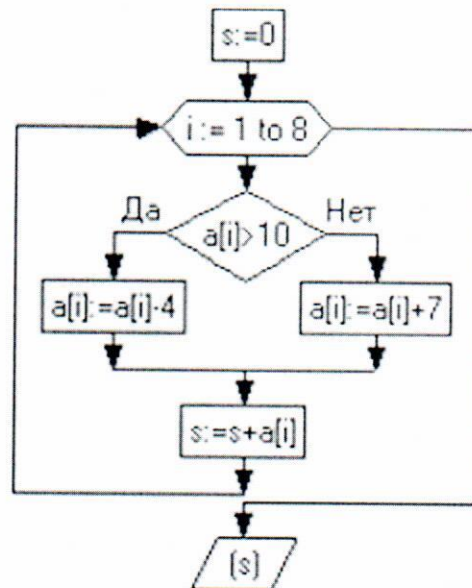 s:=0
i := 1 to 8
Да
Нет
a[i]>10
a[i]:=a[i]-4
a[i]:=a[i]+7
s:=s+a[i]
(s)